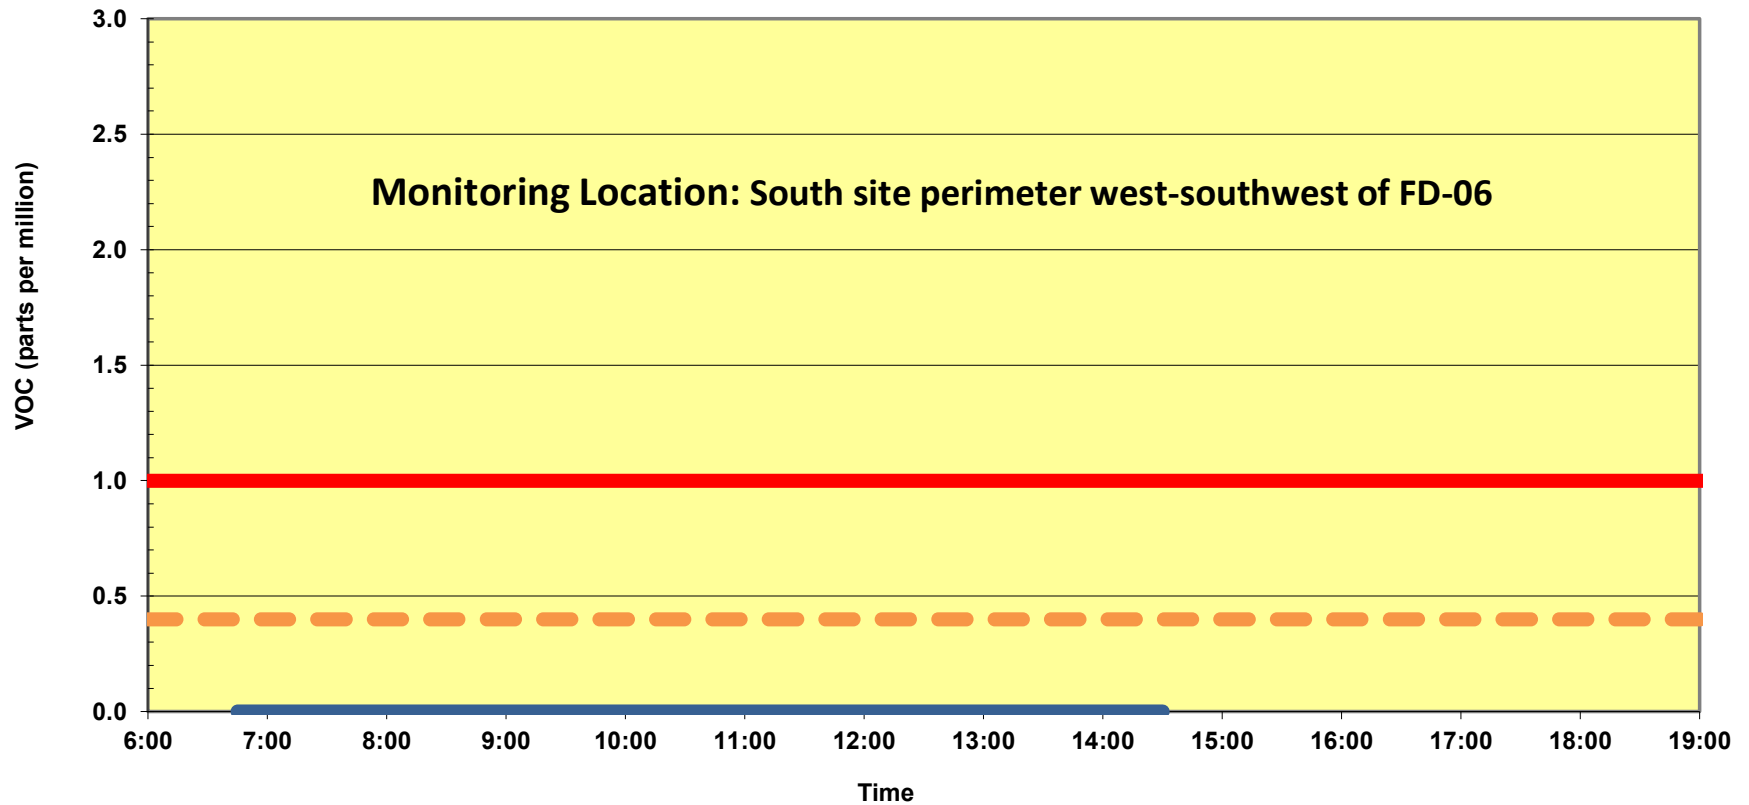 3.0
2.5
2.0
1.5
1.0
0.5
0.0
VOC (parts per million)
Monitoring Location: South site perimeter west-southwest of FD-06
6:00 7:00 8:00 9:00 10:00 11:00 12:00 13:00 14:00 15:00 16:00 17:00 18:00 19:00
Time